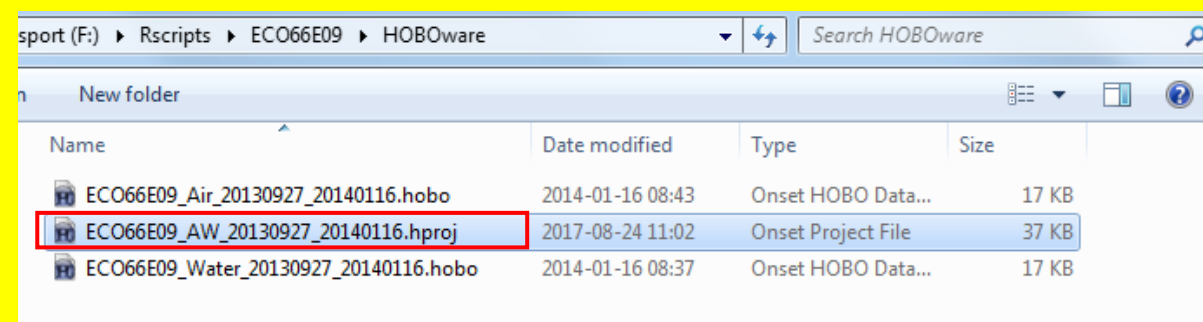 sport (F:) ▸ Rscripts ▸ ECO66E09 ▸ HOBOware Search HOBOware
n New folder
Name Date modified Type Size
ECO66E09_Air_20130927_20140116.hobo 2014-01-16 08:43 Onset HOBO Data... 17 KB
ECO66E09_AW_20130927_20140116.hproj 2017-08-24 11:02 Onset Project File 37 KB
ECO66E09_Water_20130927_20140116.hobo 2014-01-16 08:37 Onset HOBO Data... 17 KB